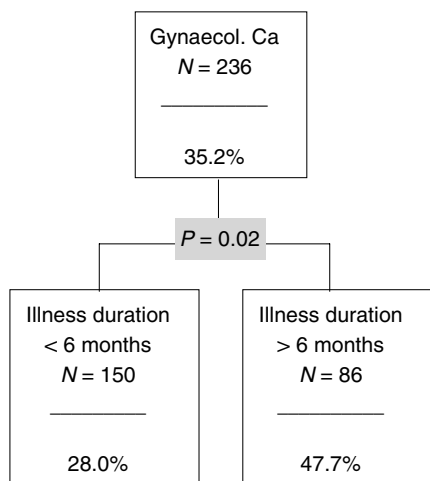 Gynaecol. Ca
N = 236
35.2%
P = 0.02
Illness duration
< 6 months
N = 150
28.0%
Illness duration
> 6 months
N = 86
47.7%